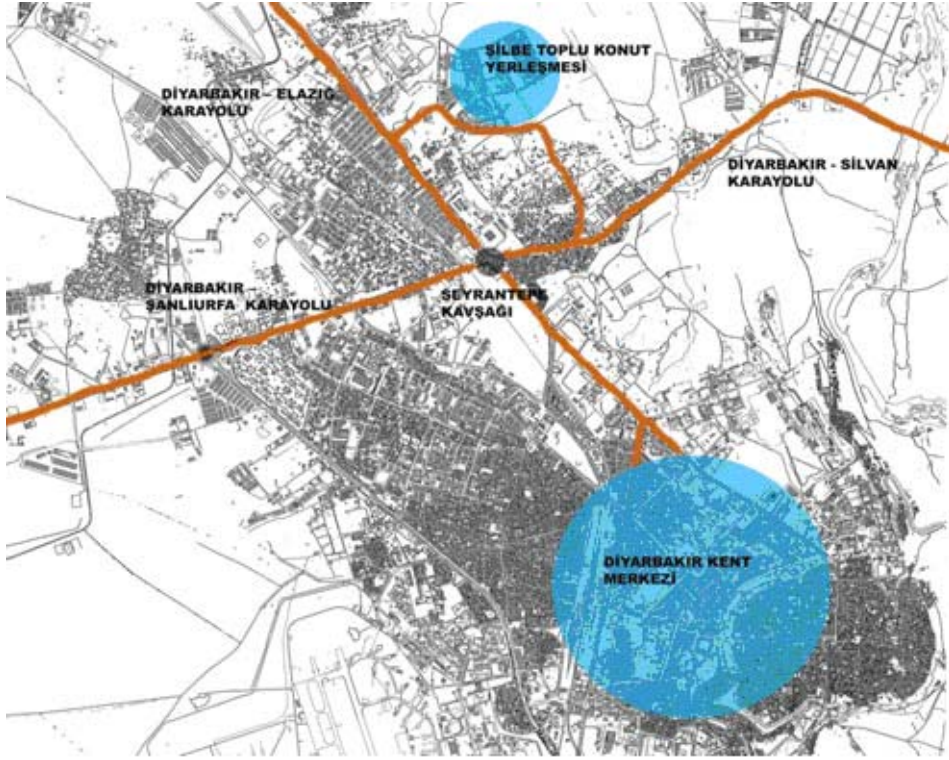 ŞİLBE TOPLU KONUT
YERLEŞMESİ
DİYARBAKIR – ELAZIĞ
KARAYOLU
DİYARBAKIR - SİLVAN
KARAYOLU
DİYARBAKIR –
ŞANLIURFA KARAYOLU
SEYRANTEPE
KAVŞAĞI
DİYARBAKIR KENT
MERKEZİ